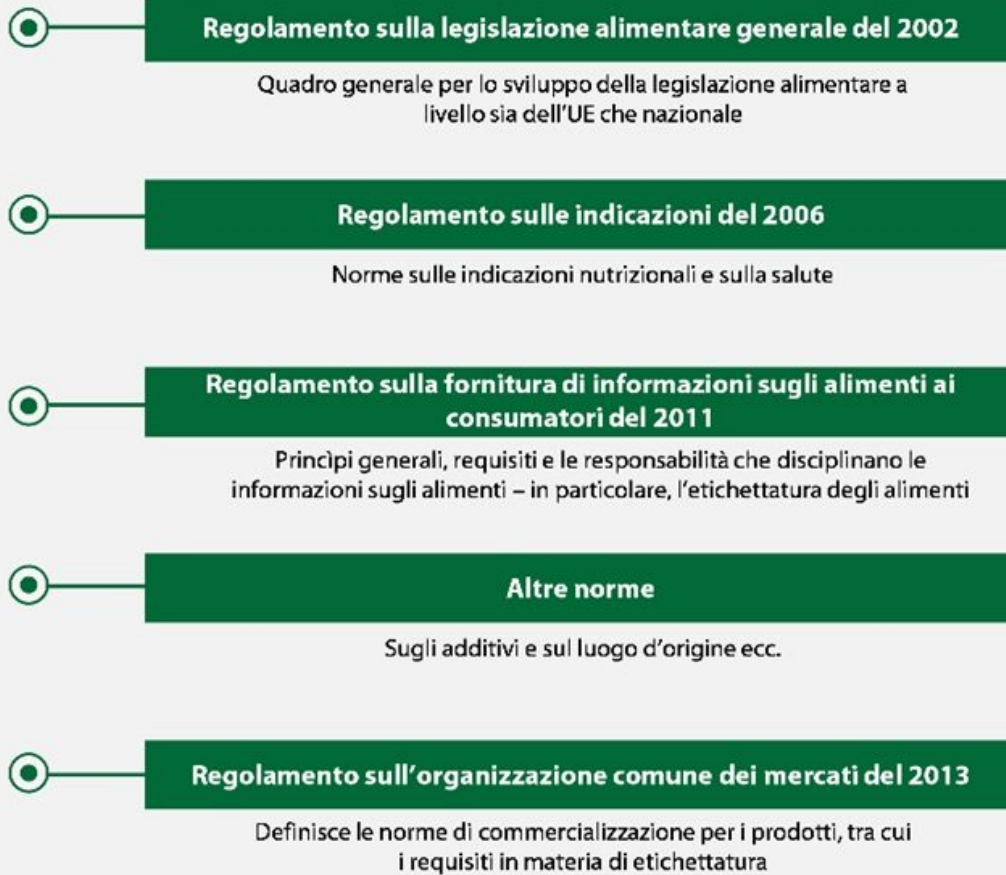 Regolamento sulla legislazione alimentare generale del 2002
Quadro generale per lo sviluppo della legislazione alimentare a
livello sia dell'UE che nazionale
Regolamento sulle indicazioni del 2006
Norme sulle indicazioni nutrizionali e sulla salute
Regolamento sulla fornitura di informazioni sugli alimenti ai
consumatori del 2011
Princìpi generali, requisiti e le responsabilità che disciplinano le
informazioni sugli alimenti – in particolare, l'etichettatura degli alimenti
Altre norme
Sugli additivi e sul luogo d'origine ecc.
Regolamento sull'organizzazione comune dei mercati del 2013
Definisce le norme di commercializzazione per i prodotti, tra cui
i requisiti in materia di etichettatura